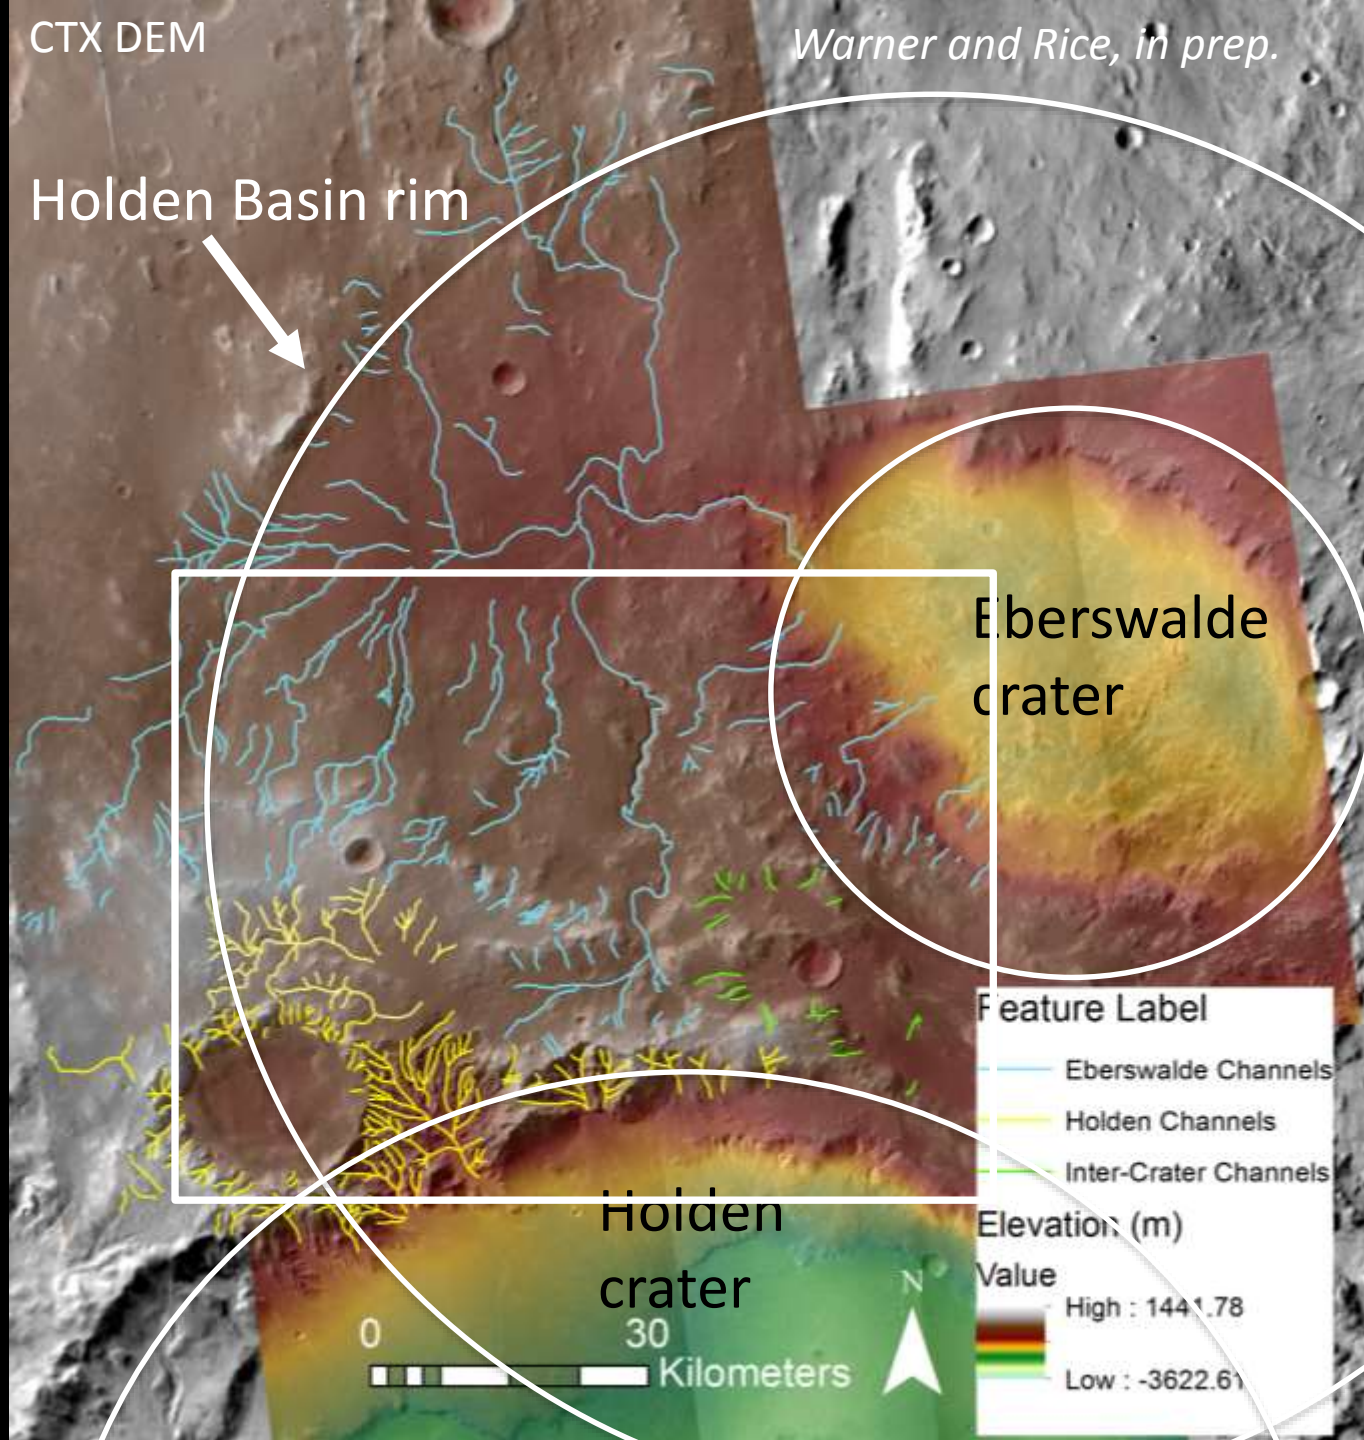 CTX DEM
Warner and Rice, in prep.
Holden Basin rim
Eberswalde
crater
Feature Label
Eberswalde Channels
Holden Channels
Inter-Crater Channels
Elevation (m)
Value
High : 1441.78
Low : -3622.61
Holden
crater
N
0 30
Kilometers